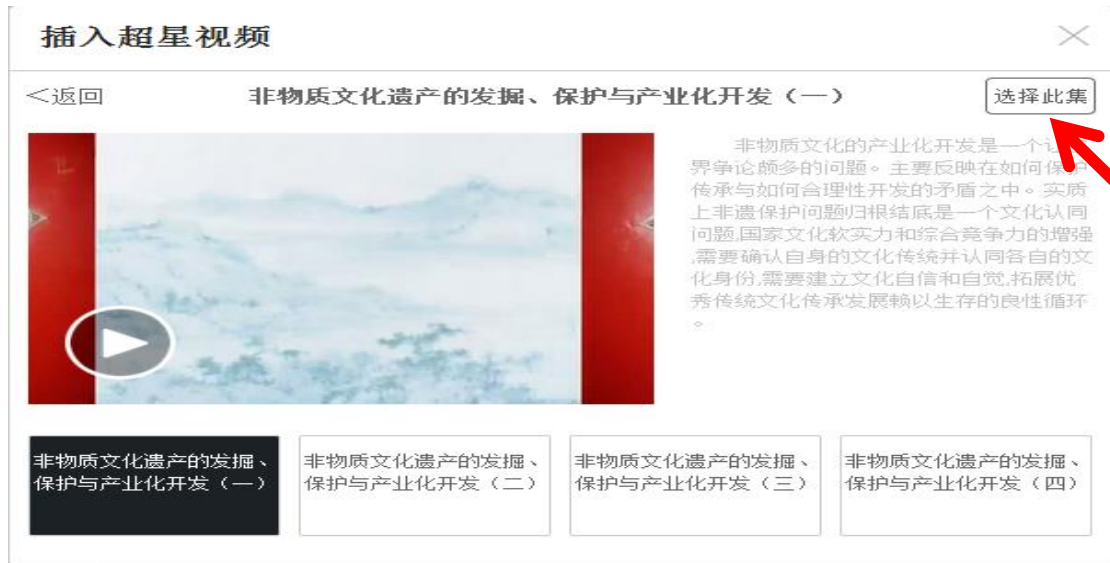 插入超星视频
<返回
非物质文化遗产的发掘、保护与产业化开发（一）
选择此集
非物质文化的产业化开发是一个
界争论颇多的问题。主要反映在如何保护
传承与如何合理性开发的矛盾之中。实质
上非遗保护问题归根结底是一个文化认同
问题,国家文化软实力和综合竞争力的增强
,需要确认自身的文化传统并认同各自的文
化身份,需要建立文化自信和自觉,拓展优
秀传统文化传承发展赖以生存的良性循环
。
非物质文化遗产的发掘、
保护与产业化开发（一）
非物质文化遗产的发掘、
保护与产业化开发（二）
非物质文化遗产的发掘、
保护与产业化开发（三）
非物质文化遗产的发掘、
保护与产业化开发（四）